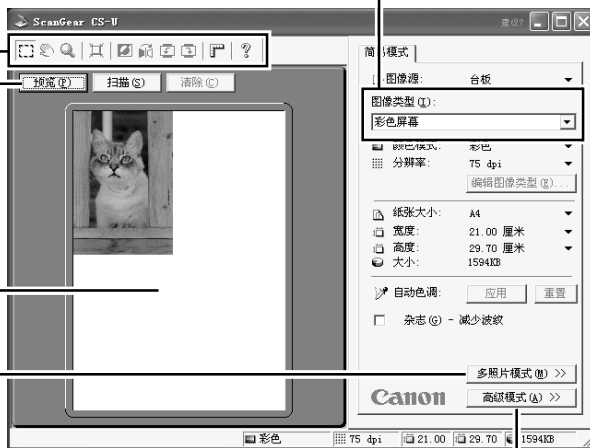 ScanGear CS-U
预览(P) 扫描(S) 清除(C)
简易模式
图像源: 台板
图像类型(I):
彩色屏幕
颜色模式: 彩色
分辨率: 75 dpi
编辑图像类型(E)...
纸张大小: A4
宽度: 21.00 厘米
高度: 29.70 厘米
大小: 1594KB
自动色调: 应用 重置
杂志(G) - 减少波纹
多照片模式(M) >>
Canon 高级模式(A) >>
彩色 75 dpi 21.00 29.70 1594KB